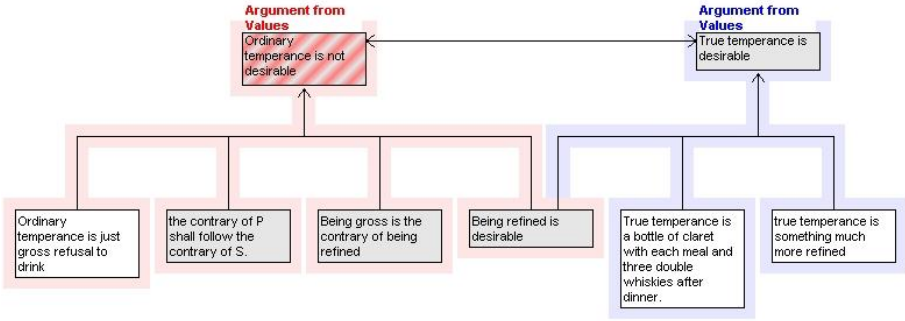 Argument from
Values
Ordinary
temperance is not
desirable
Argument from
Values
True temperance is
desirable
Ordinary
temperance is just
gross refusal to
drink
the contrary of P
shall follow the
contrary of S.
Being gross is the
contrary of being
refined
Being refined is
desirable
True temperance is
a bottle of claret
with each meal and
three double
whiskies after
dinner.
true temperance is
something much
more refined